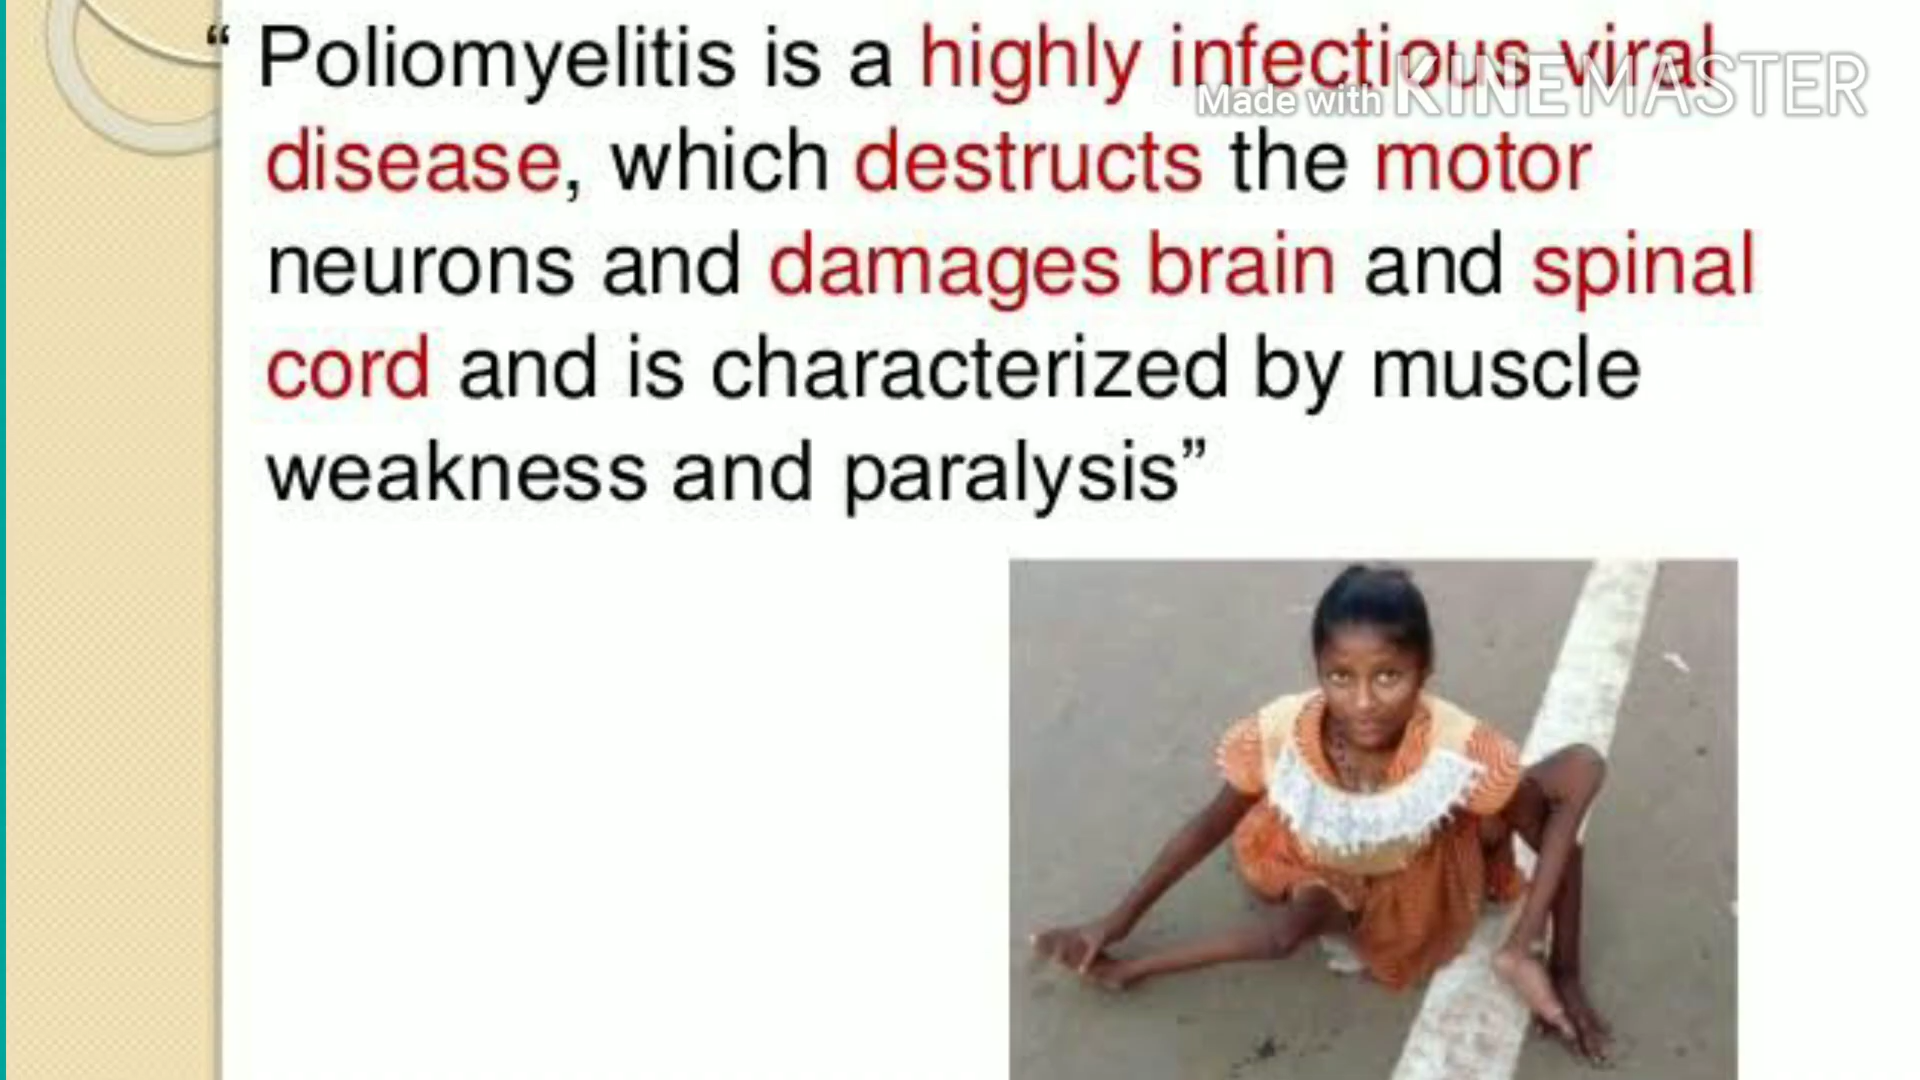 “ Poliomyelitis is a highly infectious viral
Made with KINEMASTER
disease, which destructs the motor
neurons and damages brain and spinal
cord and is characterized by muscle
weakness and paralysis”